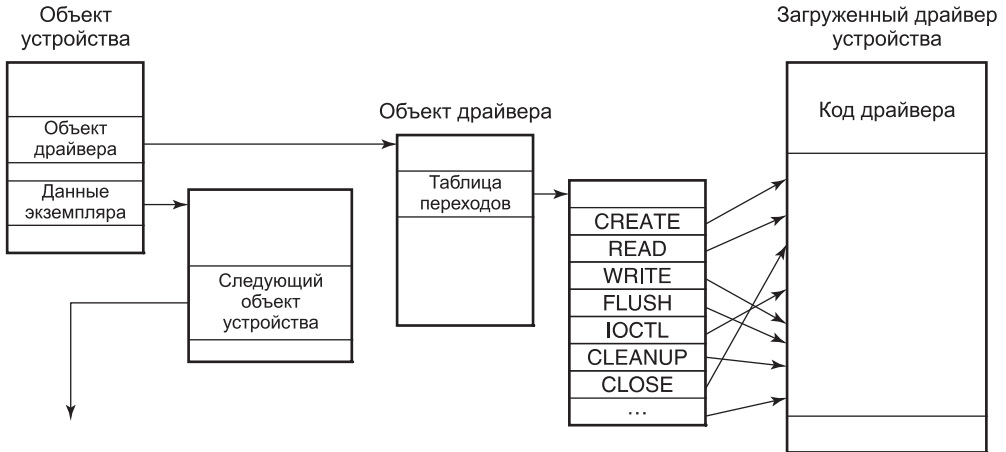 Объект
устройства
Объект
драйвера
Данные
экземпляра
Следующий
объект
устройства
Объект драйвера
Таблица
переходов
CREATE
READ
WRITE
FLUSH
IOCTL
CLEANUP
CLOSE
...
Загруженный драйвер
устройства
Код драйвера